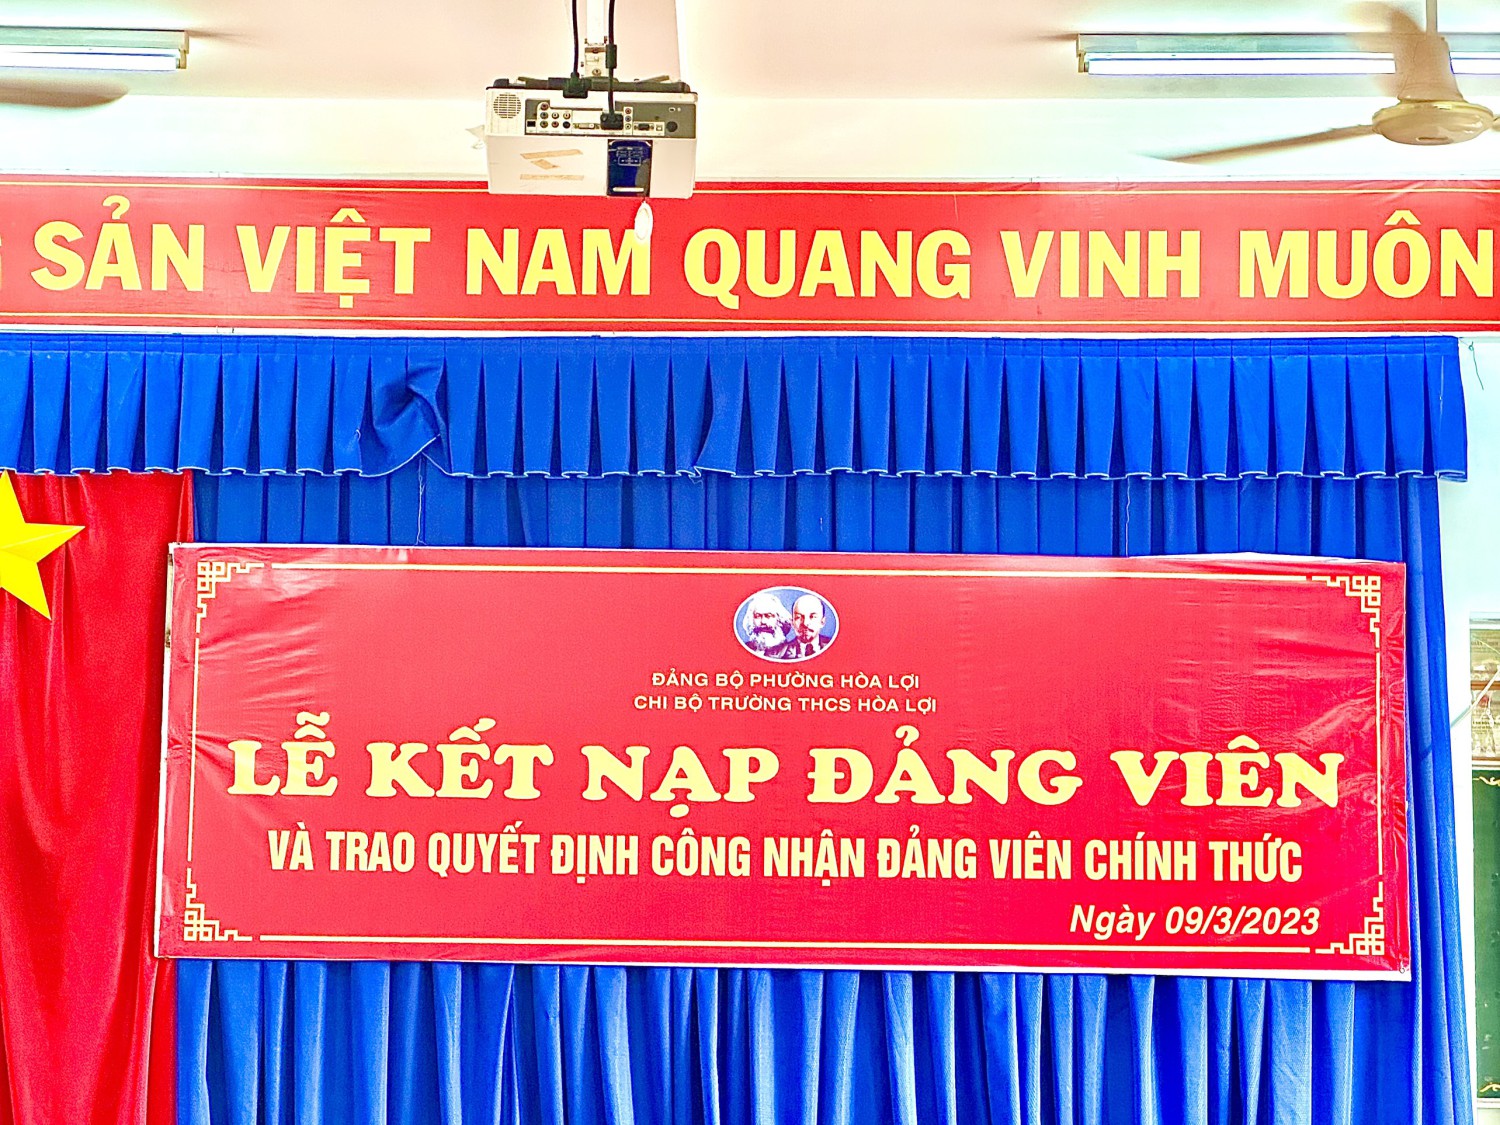 SẢN VIỆT NAM QUANG VINH MUÔN
ĐẢNG BỘ PHƯỜNG HÒA LỢI
CHI BỘ TRƯỜNG THCS HÒA LỢI
LỄ KẾT NẠP ĐẢNG VIÊN
VÀ TRAO QUYẾT ĐỊNH CÔNG NHẬN ĐẢNG VIÊN CHÍNH THỨC
Ngày 09/3/2023